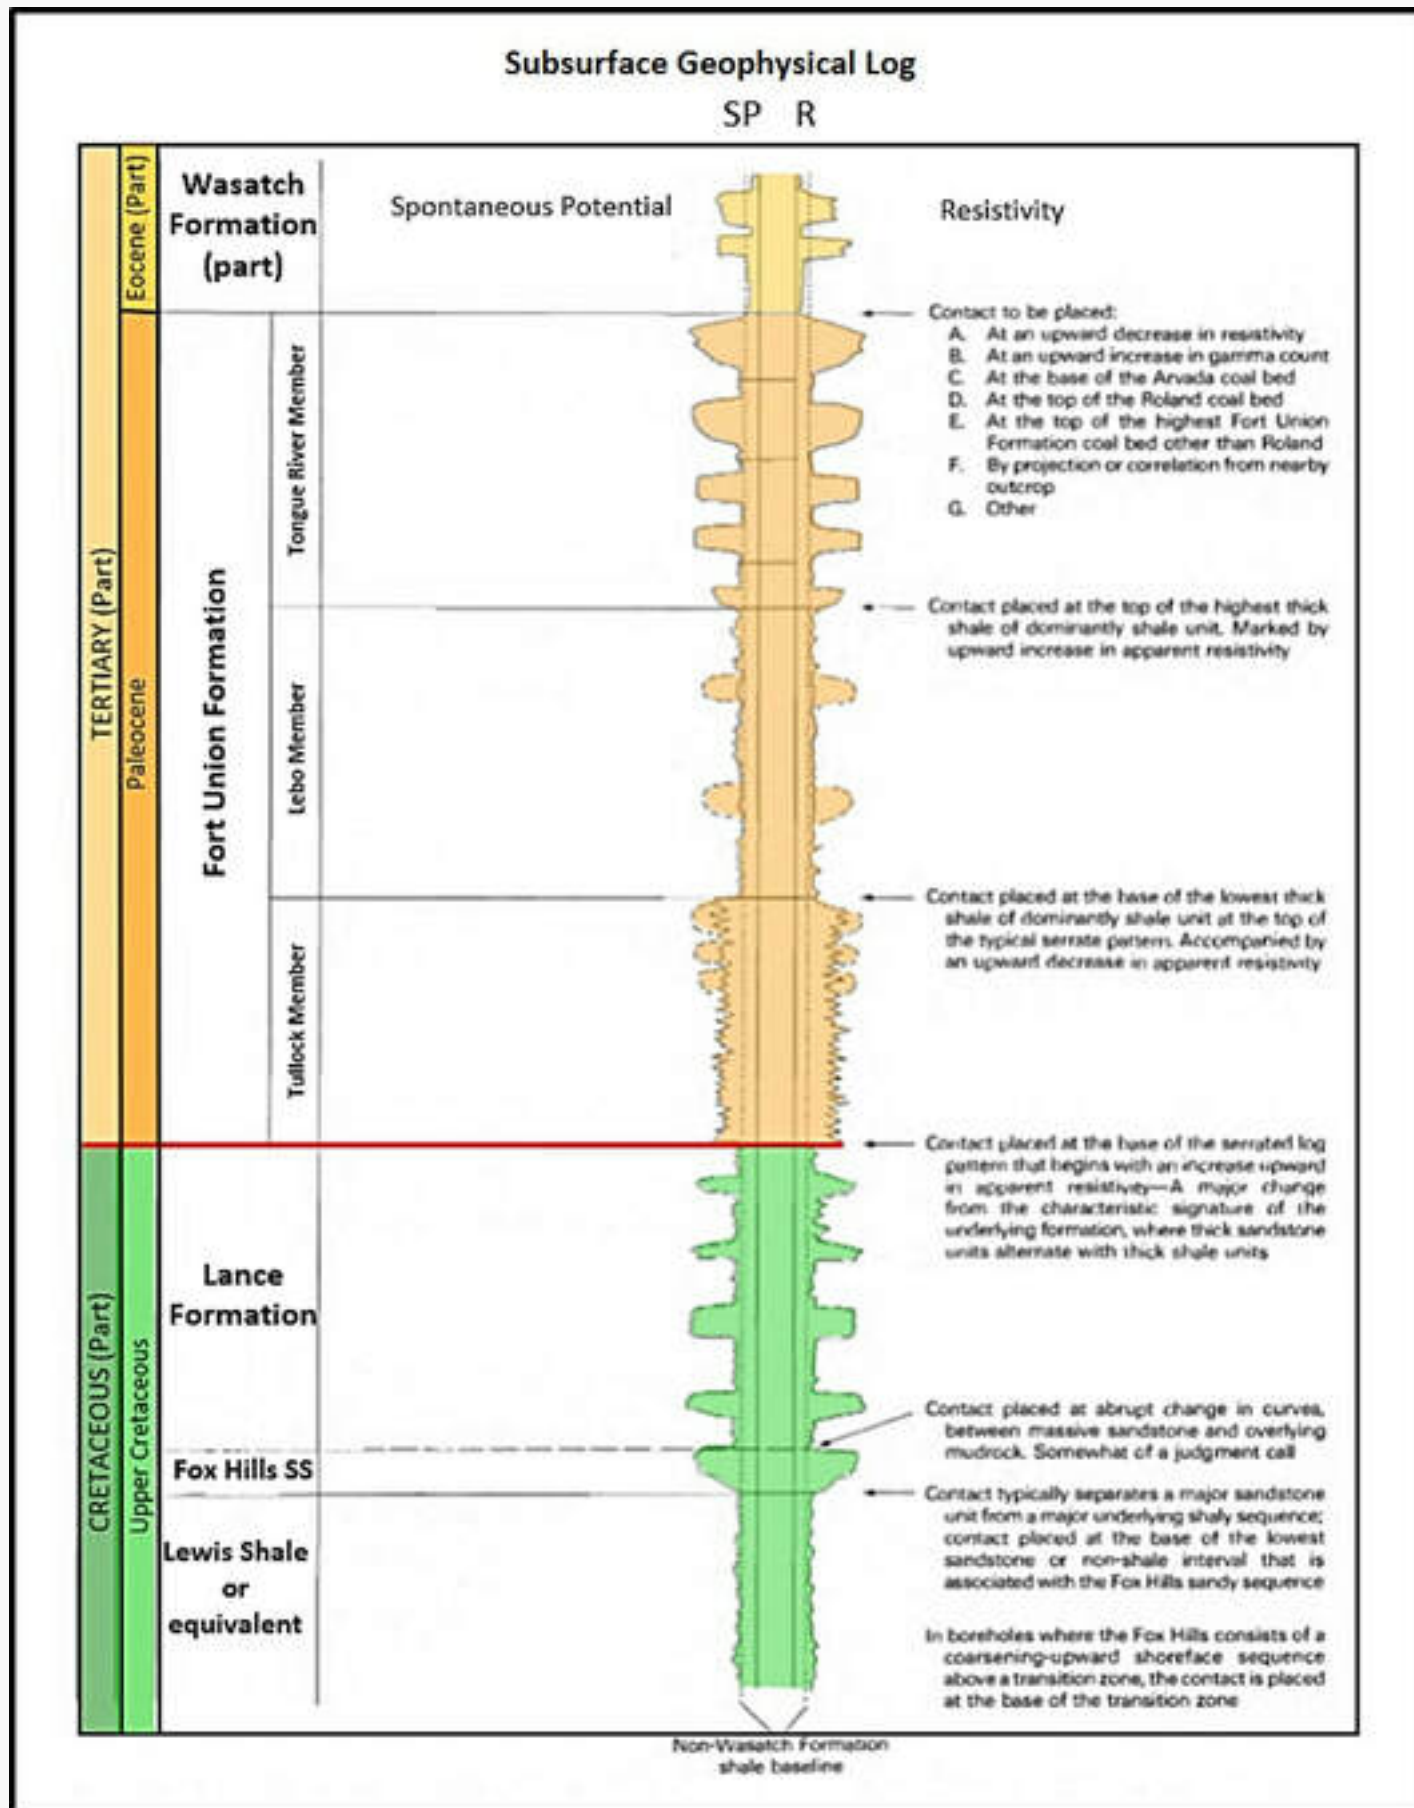 Subsurface Geophysical Log
SP R
TERTIARY (Part)
CRETACEOUS (Part)
Eocene (Part)
Paleocene
Upper Cretaceous
Wasatch
Formation
(part)
Fort Union Formation
Tongue River Member
Lebo Member
Tullock Member
Lance
Formation
Fox Hills SS
Lewis Shale
or
equivalent
Spontaneous Potential
Resistivity
Contact to be placed:
A. At an upward decrease in resistivity
B. At an upward increase in gamma count
C. At the base of the Arvada coal bed
D. At the top of the Roland coal bed
E. At the top of the highest Fort Union
Formation coal bed other than Roland
F. By projection or correlation from nearby
outcrop
G. Other
Contact placed at the top of the highest thick
shale of dominantly shale unit. Marked by
upward increase in apparent resistivity
Contact placed at the base of the lowest thick
shale of dominantly shale unit at the top of
the typical serrate pattern. Accompanied by
an upward decrease in apparent resistivity
Contact placed at the base of the serrated log
pattern that begins with an increase upward
in apparent resistivity—A major change
from the characteristic signature of the
underlying formation, where thick sandstone
units alternate with thick shale units
Contact placed at abrupt change in curves,
between massive sandstone and overlying
mudrock. Somewhat of a judgment call
Contact typically separates a major sandstone
unit from a major underlying shaly sequence;
contact placed at the base of the lowest
sandstone or non-shale interval that is
associated with the Fox Hills sandy sequence
In boreholes where the Fox Hills consists of a
coarsening-upward shoreface sequence
above a transition zone, the contact is placed
at the base of the transition zone
Non-Wasatch Formation
shale baseline